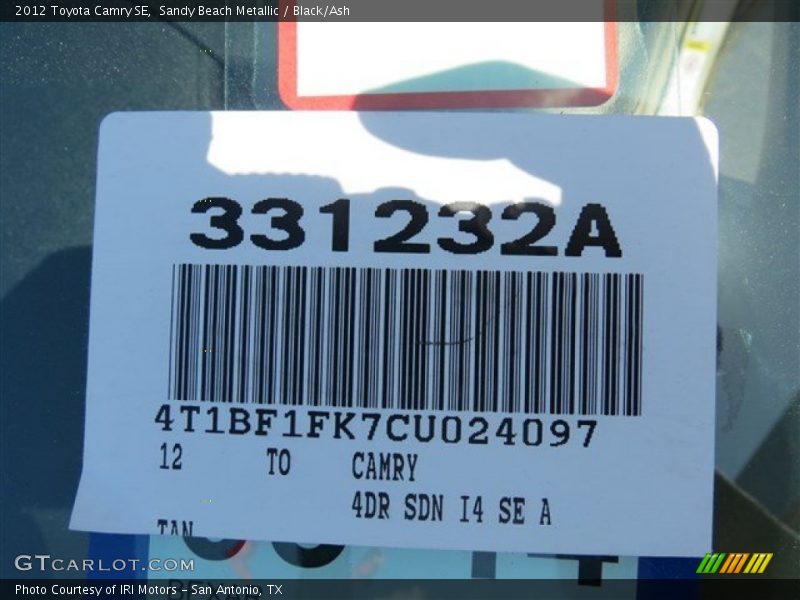 2012 Toyota Camry SE, Sandy Beach Metallic / Black/Ash
331232A
4T1BF1FK7CU024097
12 TO CAMRY
4DR SDN I4 SE A
TAN
GTCARLOT.COM
Photo Courtesy of IRI Motors – San Antonio, TX